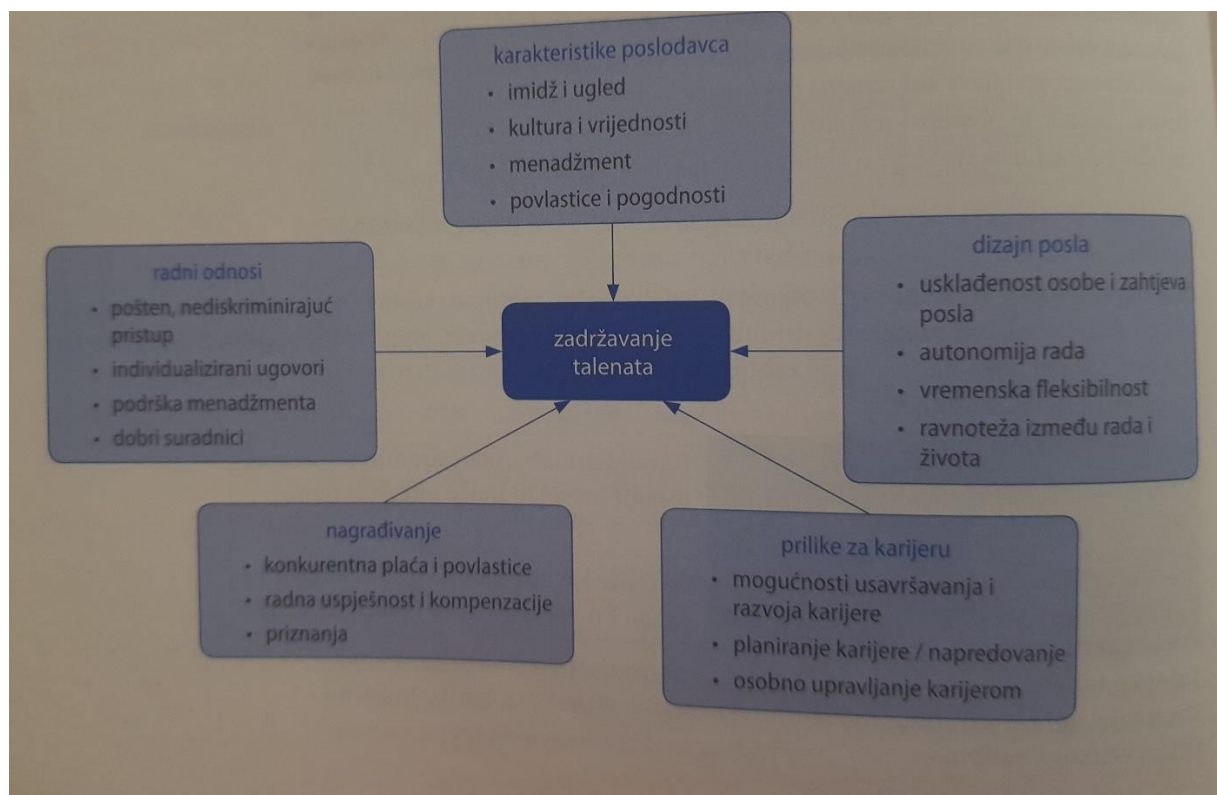 karakteristike poslodavca
• imidž i ugled
• kultura i vrijednosti
• menadžment
• povlastice i pogodnosti
radni odnosi
• pošten, nediskriminirajuć
pristup
• individualizirani ugovori
• podrška menadžmenta
• dobri suradnici
zadržavanje
talenata
dizajn posla
• usklađenost osobe i zahtjeva
posla
• autonomija rada
• vremenska fleksibilnost
• ravnoteža između rada i
života
nagrađivanje
• konkurentna plaća i povlastice
• radna uspješnost i kompenzacije
• priznanja
prilike za karijeru
• mogućnosti usavršavanja i
razvoja karijere
• planiranje karijere / napredovanje
• osobno upravljanje karijerom